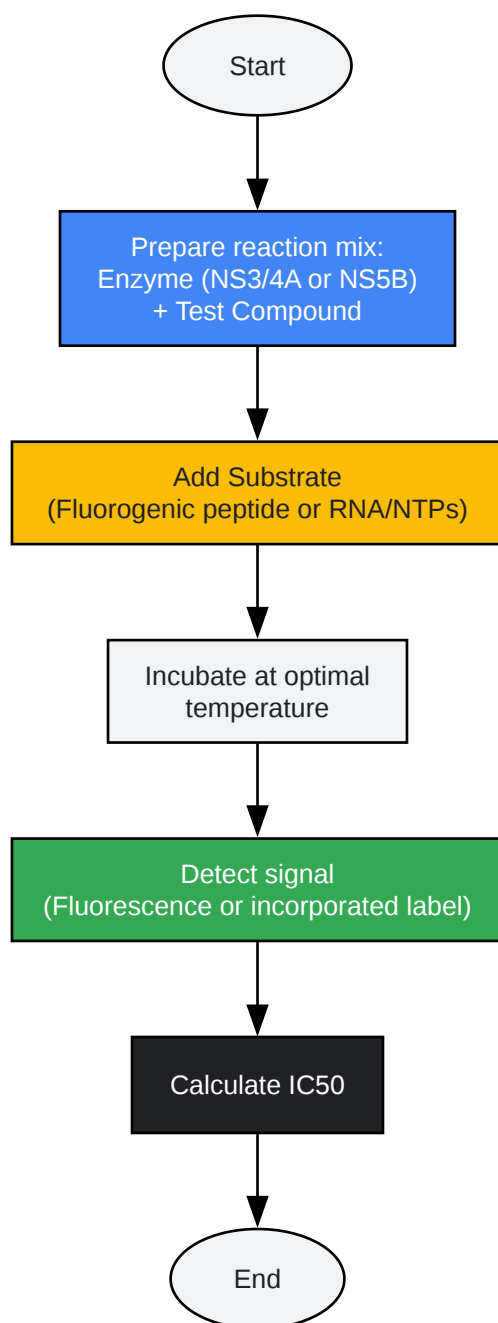 Start
Prepare reaction mix:
Enzyme (NS3/4A or NS5B)
+ Test Compound
Add Substrate
(Fluorogenic peptide or RNA/NTPs)
Incubate at optimal
temperature
Detect signal
(Fluorescence or incorporated label)
Calculate IC50
End